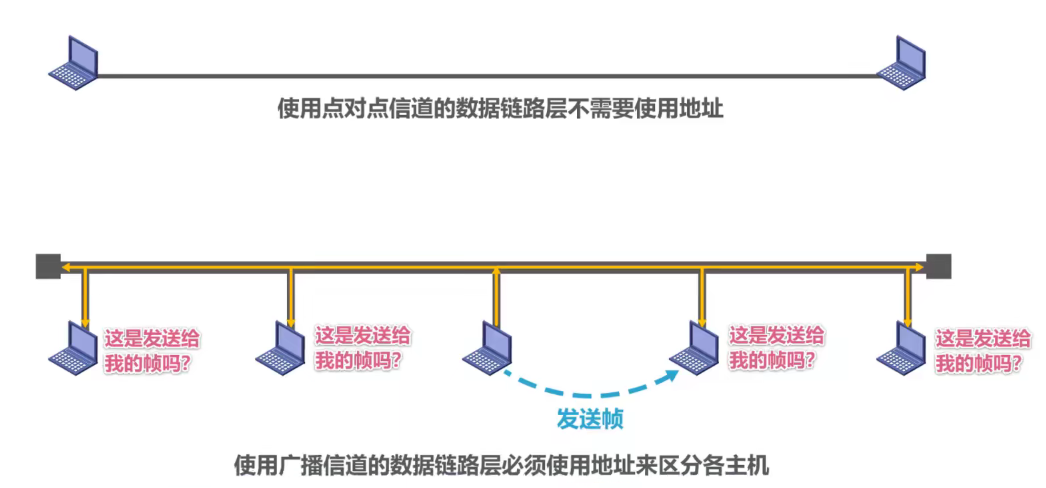 使用点对点信道的数据链路层不需要使用地址
这是发送给
我的帧吗?
这是发送给
我的帧吗?
这是发送给
我的帧吗?
这是发送给
我的帧吗?
发送帧
使用广播信道的数据链路层必须使用地址来区分各主机